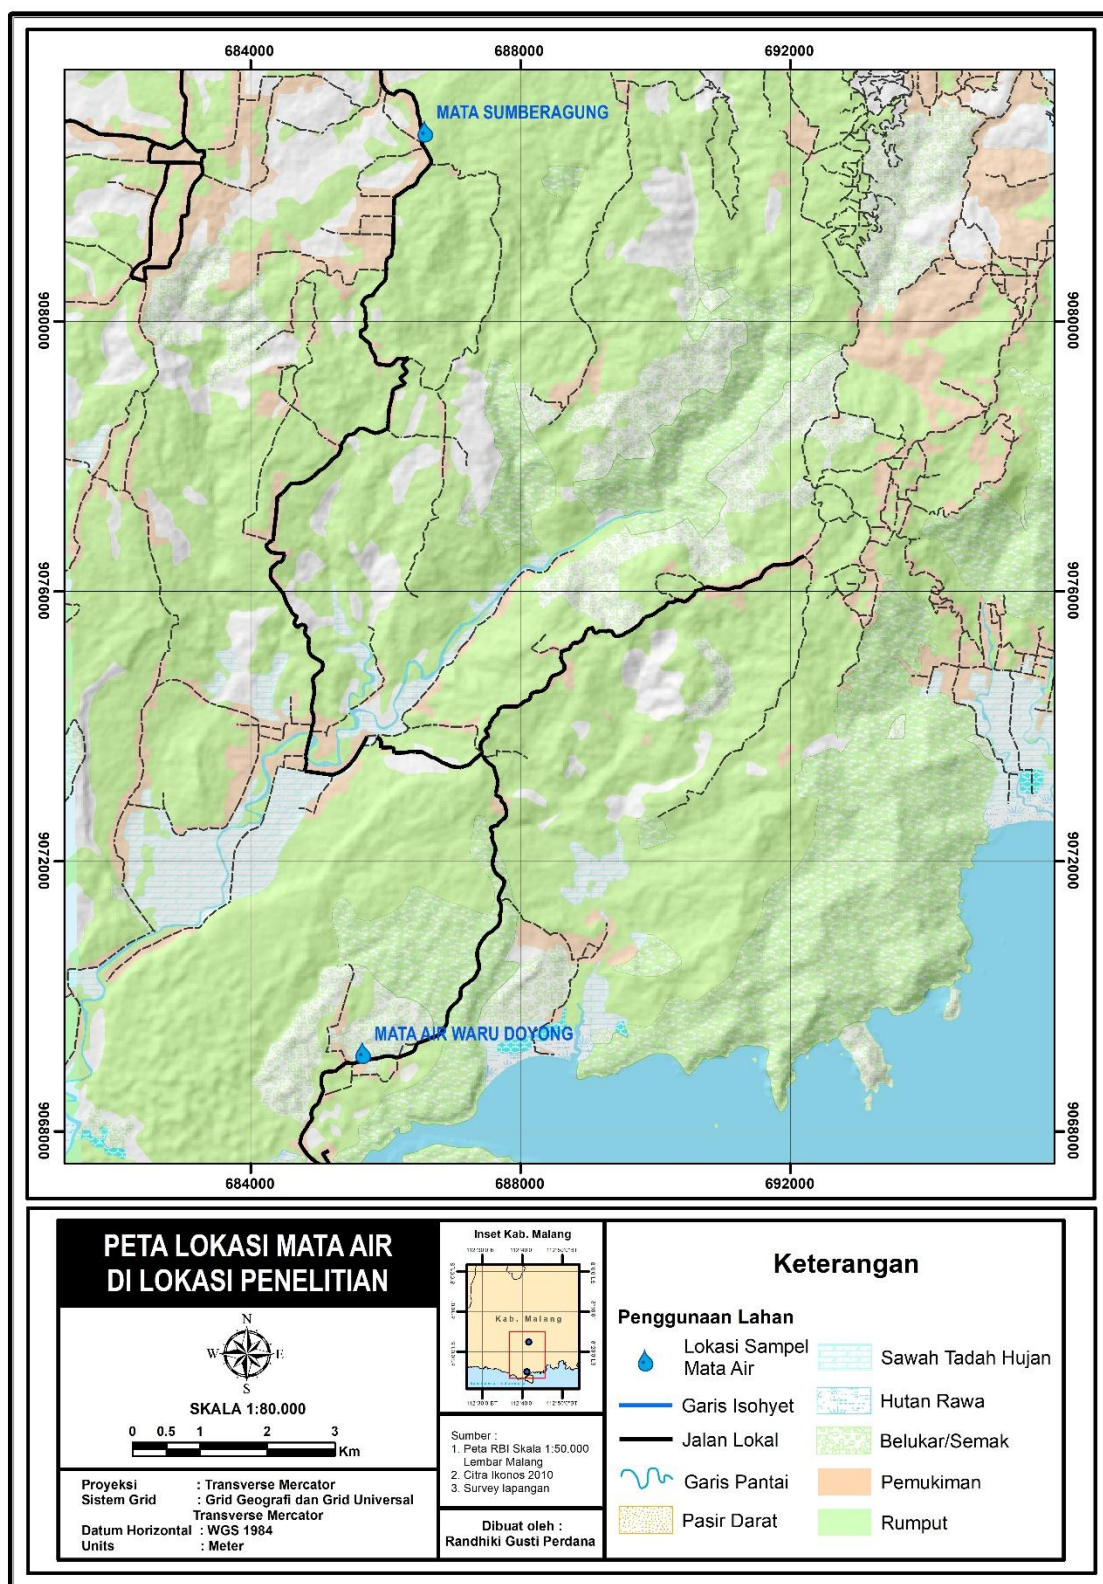 684000 688000 692000
MATA SUMBERAGUNG
9080000 9080000
9076000 9076000
9072000 9072000
MATA AIR WARU DOYONG
9068000 9068000
684000 688000 692000
PETA LOKASI MATA AIR
DI LOKASI PENELITIAN
N
W E
S
SKALA 1:80.000
0 0.5 1 2 3
Km
Proyeksi : Transverse Mercator
Sistem Grid : Grid Geografi dan Grid Universal
Transverse Mercator
Datum Horizontal : WGS 1984
Units : Meter
Inset Kab. Malang
Kab. Malang
Sumber :
1. Peta RBI Skala 1:50.000
Lembar Malang
2. Citra Ikonos 2010
3. Survey lapangan
Dibuat oleh :
Randhiki Gusti Perdana
Keterangan
Penggunaan Lahan
Lokasi Sampel
Mata Air
Garis Isohyet
Jalan Lokal
Garis Pantai
Pasir Darat
Sawah Tadah Hujan
Hutan Rawa
Belukar/Semak
Pemukiman
Rumput